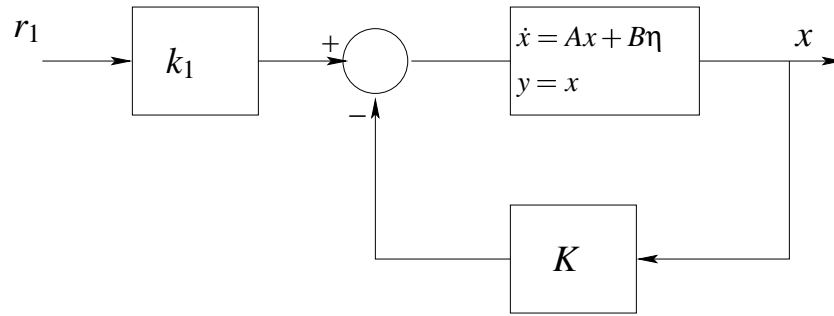 r₁
k₁
+
−
ẋ = Ax + Bη
y = x
x
K